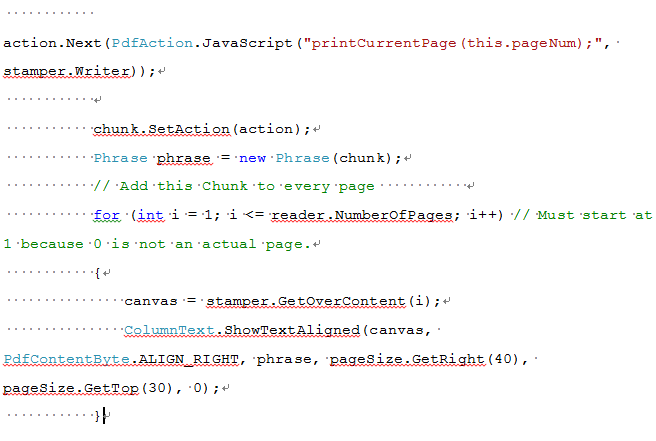 action.Next(PdfAction.JavaScript("printCurrentPage(this.pageNum);",
stamper.Writer));
chunk.SetAction(action);
Phrase phrase = new Phrase(chunk);
// Add this Chunk to every page
for (int i = 1; i <= reader.NumberOfPages; i++) // Must start at
1 because 0 is not an actual page.
{
canvas = stamper.GetOverContent(i);
ColumnText.ShowTextAligned(canvas,
PdfContentByte.ALIGN_RIGHT, phrase, pageSize.GetRight(40),
pageSize.GetTop(30), 0);
}